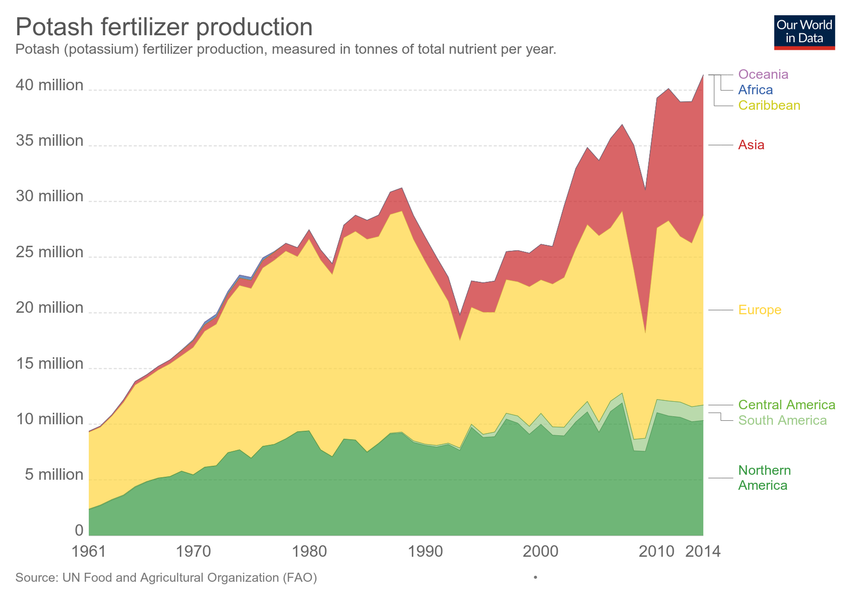 Potash fertilizer production
Potash (potassium) fertilizer production, measured in tonnes of total nutrient per year.
Our World
in Data
40 million
35 million
30 million
25 million
20 million
15 million
10 million
5 million
0
1961
1970
1980
1990
2000
2010
2014
Oceania
Africa
Caribbean
Asia
Europe
Central America
South America
Northern
America
Source: UN Food and Agricultural Organization (FAO)
•